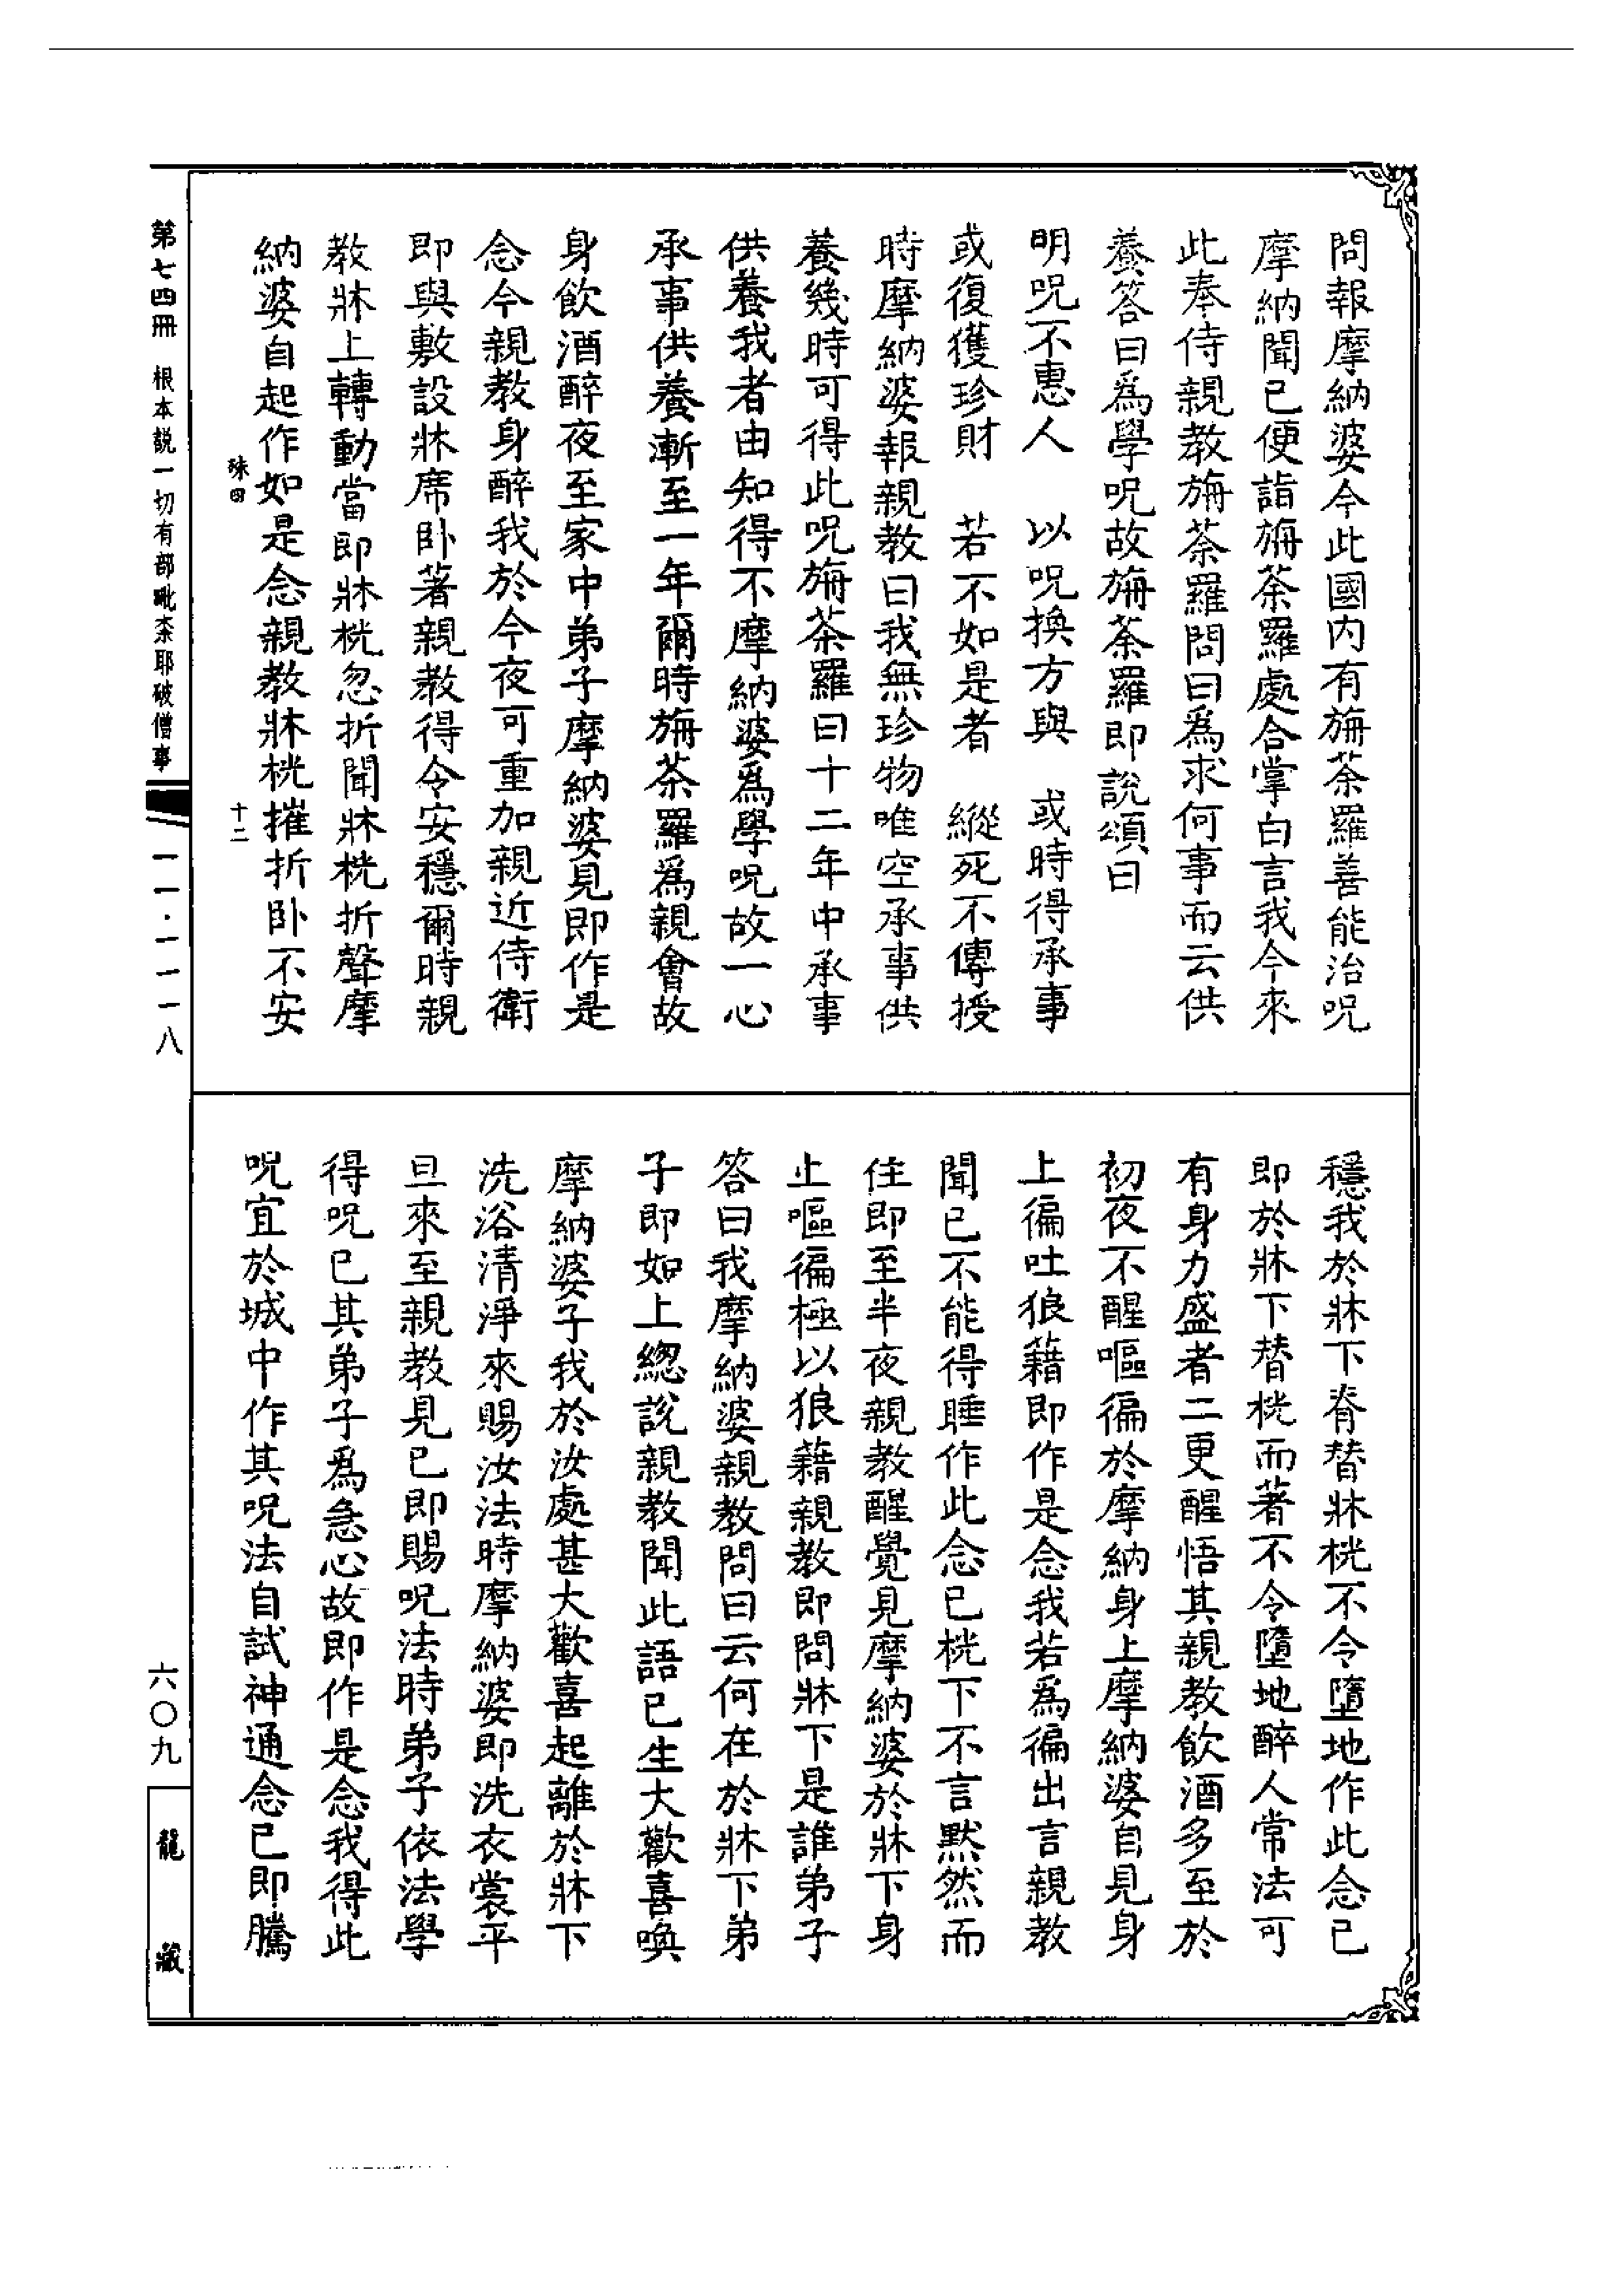 問報摩納婆今此國内有旃荼羅善能治呪
摩納聞已便詣旃荼羅處合掌白言我今來
此奉侍親教旃荼羅問曰爲求何事而云供
養答曰爲學呪故旃荼羅即説頌曰
明呪不惠人　以呪換方與　或時得承事
或復獲珍財　若不如是者　縱死不傳授
時摩納婆報親教曰我無珍物唯空承事供
養幾時可得此呪旃荼羅曰十二年中承事
供養我者由知得不摩納婆爲學呪故一心
承事供養漸至一年爾時旃荼羅爲親會故
身飲酒醉夜至家中弟子摩納婆見即作是
念今親教身醉我於今夜可重加親近侍衛
即與敷設牀席卧著親教得令安穩爾時親
教牀上轉動當即牀桄忽折聞牀桄折聲摩
納婆自起作如是念親教牀桄摧折卧不安
穩我於牀下脊替牀桄不令墮地作此念已
即於牀下替桄而著不令墮地醉人常法可
有身力盛者二更醒悟其親教飲酒多至於
初夜不醒嘔徧於摩納身上摩納婆自見身
上徧吐狼籍即作是念我若爲徧出言親教
聞已不能得睡作此念已桄下不言默然而
住即至半夜親教醒覺見摩納婆於牀下身
上嘔徧極以狼籍親教即問牀下是誰弟子
答曰我摩納婆親教問曰云何在於牀下弟
子即如上緫說親教聞此語已生大歡喜喚
摩納婆子我於汝處甚大歡喜起離於牀下
洗浴清淨來賜汝法時摩納婆即洗衣裳平
旦來至親教見已即賜呪法時弟子依法學
得呪已其弟子爲急心故即作是念我得此
呪宜於城中作其呪法自試神通念已即騰
第七四冊　根本説一切有部毗柰耶破僧事
一一·一一一八
六〇九
龍藏
十二